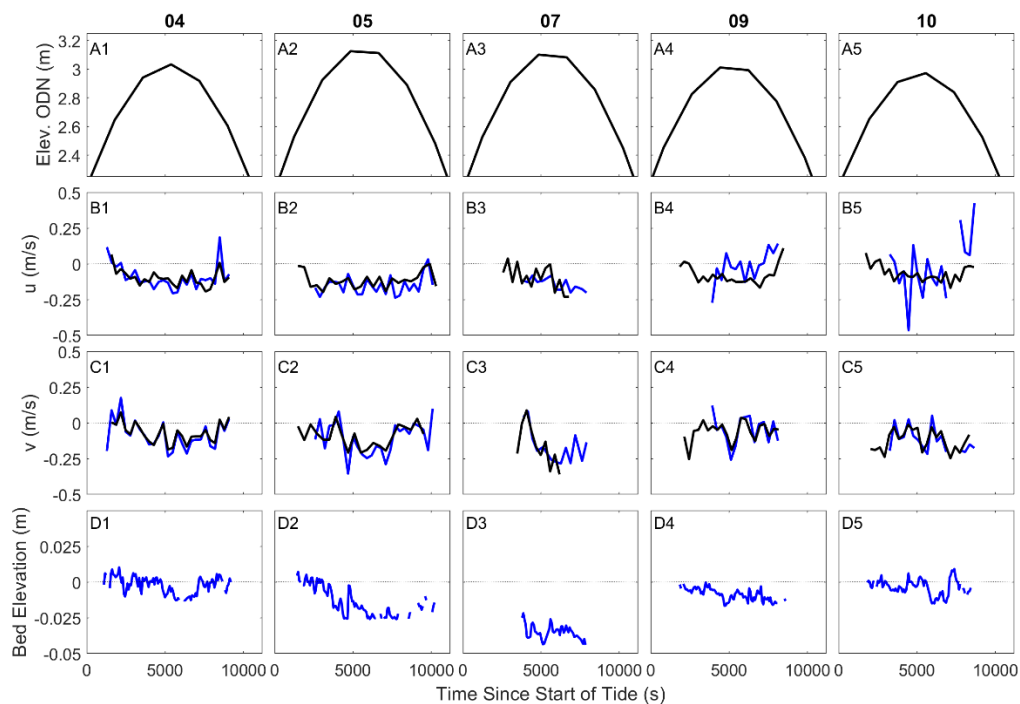 04 05 07 09 10
Elev. ODN (m)
3.2
3
2.8
2.6
2.4
A1 A2 A3 A4 A5
u (m/s)
0.5
0.25
0
-0.25
-0.5
B1 B2 B3 B4 B5
v (m/s)
0.25
0
-0.25
-0.5
0.5
C1 C2 C3 C4 C5
Bed Elevation (m)
0.025
0
-0.025
-0.05
D1 D2 D3 D4 D5
0 5000 10000 0 5000 10000 0 5000 10000 0 5000 10000 0 5000 10000
Time Since Start of Tide (s)